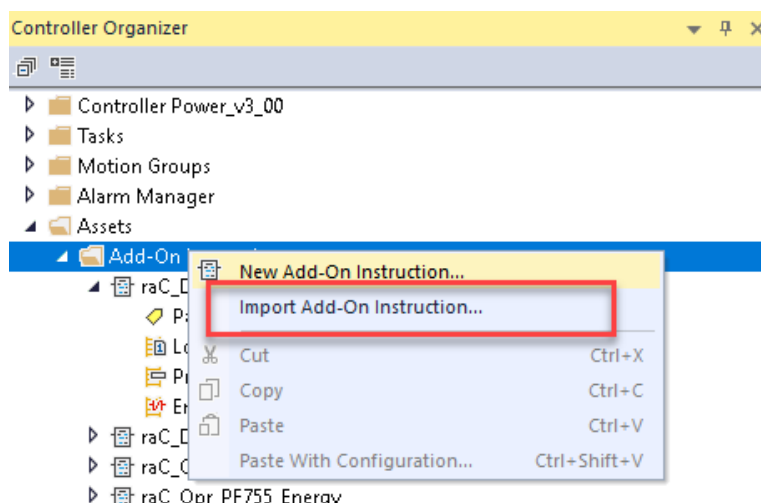 Controller Organizer
Controller Power_v3_00
Tasks
Motion Groups
Alarm Manager
Assets
Add-On
New Add-On Instruction...
raC_D
Import Add-On Instruction...
Cut Ctrl+X
Copy Ctrl+C
Paste Ctrl+V
raC_D
Paste With Configuration... Ctrl+Shift+V
raC_Opr_PF755_Energy